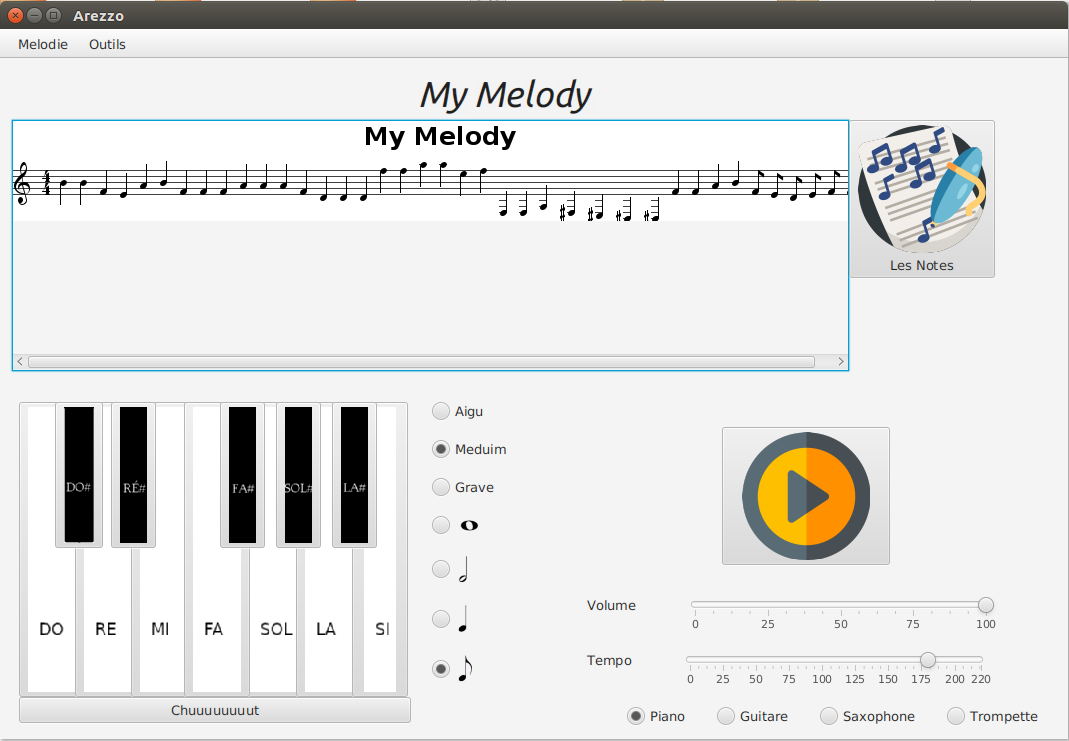 Arezzo
Melodie Outils
My Melody
My Melody
4
4
Les Notes
DO# RÉ# FA# SOL# LA#
DO RE MI FA SOL LA SI
Chuuuuuuuut
Aigu
Meduim
Grave
Volume
0 25 50 75 100
Tempo
0 25 50 75 100 125 150 175 200 220
Piano Guitare Saxophone Trompette